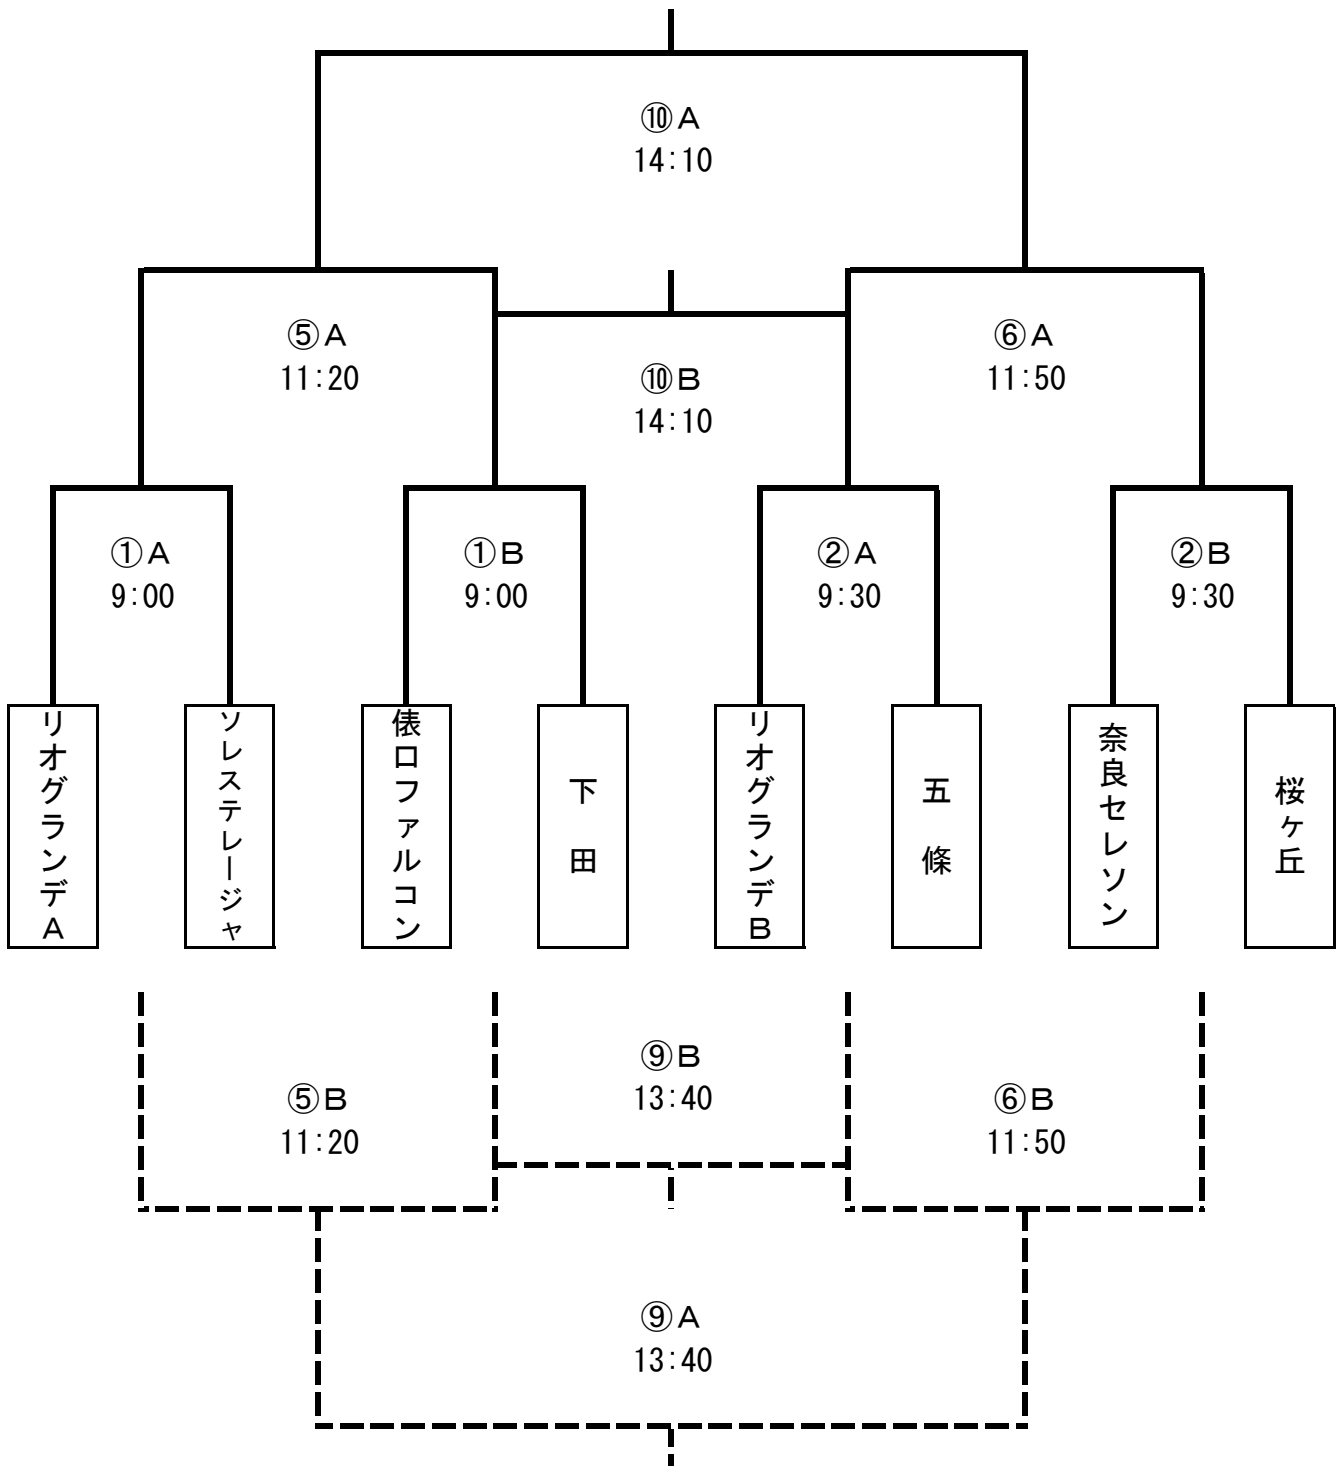 ⑩A
14:10
⑤A
11:20
⑥A
11:50
⑩B
14:10
①A
9:00
①B
9:00
②A
9:30
②B
9:30
リオグランデA
ソレステレージャ
俵口ファルコン
下田
リオグランデB
五條
奈良セレソン
桜ヶ丘
⑨B
13:40
⑤B
11:20
⑥B
11:50
⑨A
13:40